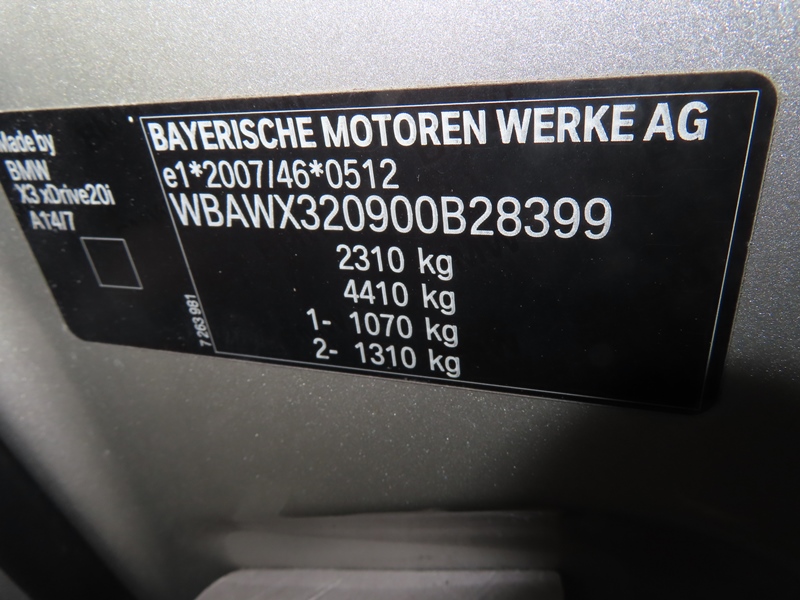 Made by
BMW
X3 xDrive20i
A14/7
7 263 981
BAYERISCHE MOTOREN WERKE AG
e1*2007/46*0512
WBAWX320900B28399
2310 kg
4410 kg
1- 1070 kg
2- 1310 kg